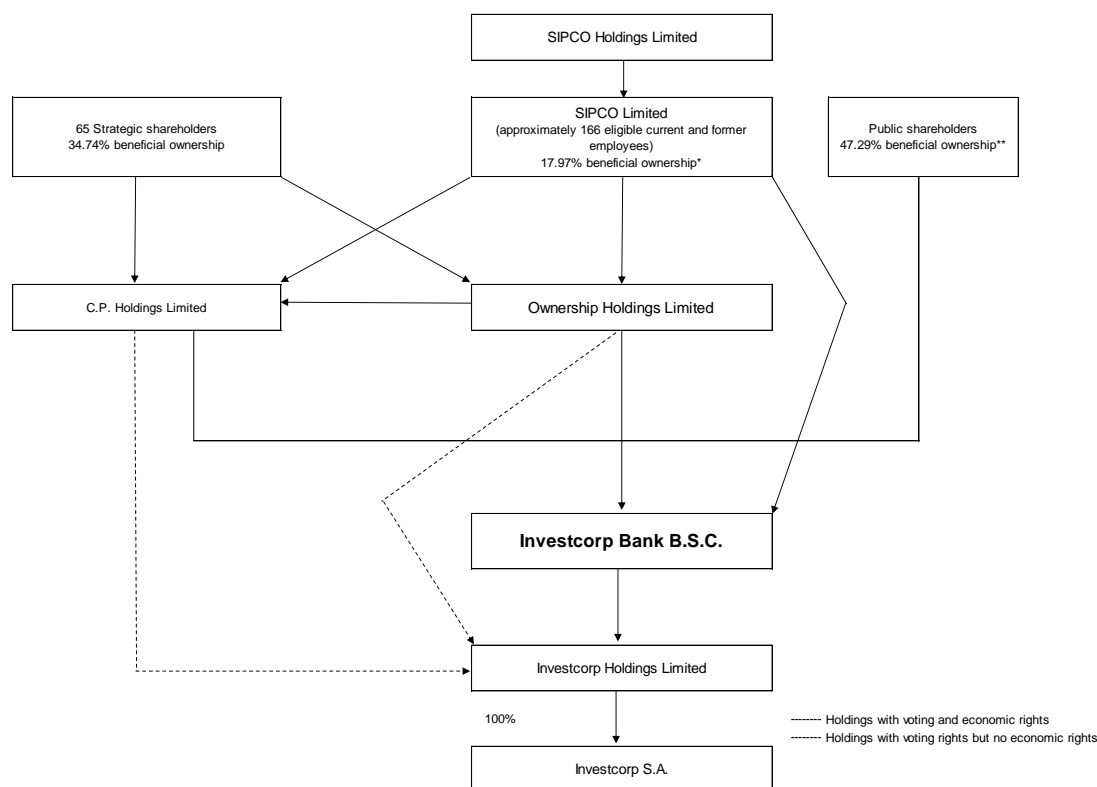 SIPCO Holdings Limited
65 Strategic shareholders
34.74% beneficial ownership
SIPCO Limited
(approximately 166 eligible current and former
employees)
17.97% beneficial ownership*
Public shareholders
47.29% beneficial ownership**
C.P. Holdings Limited
Ownership Holdings Limited
Investcorp Bank B.S.C.
Investcorp Holdings Limited
100%
-------- Holdings with voting and economic rights
-------- Holdings with voting rights but no economic rights
Investcorp S.A.